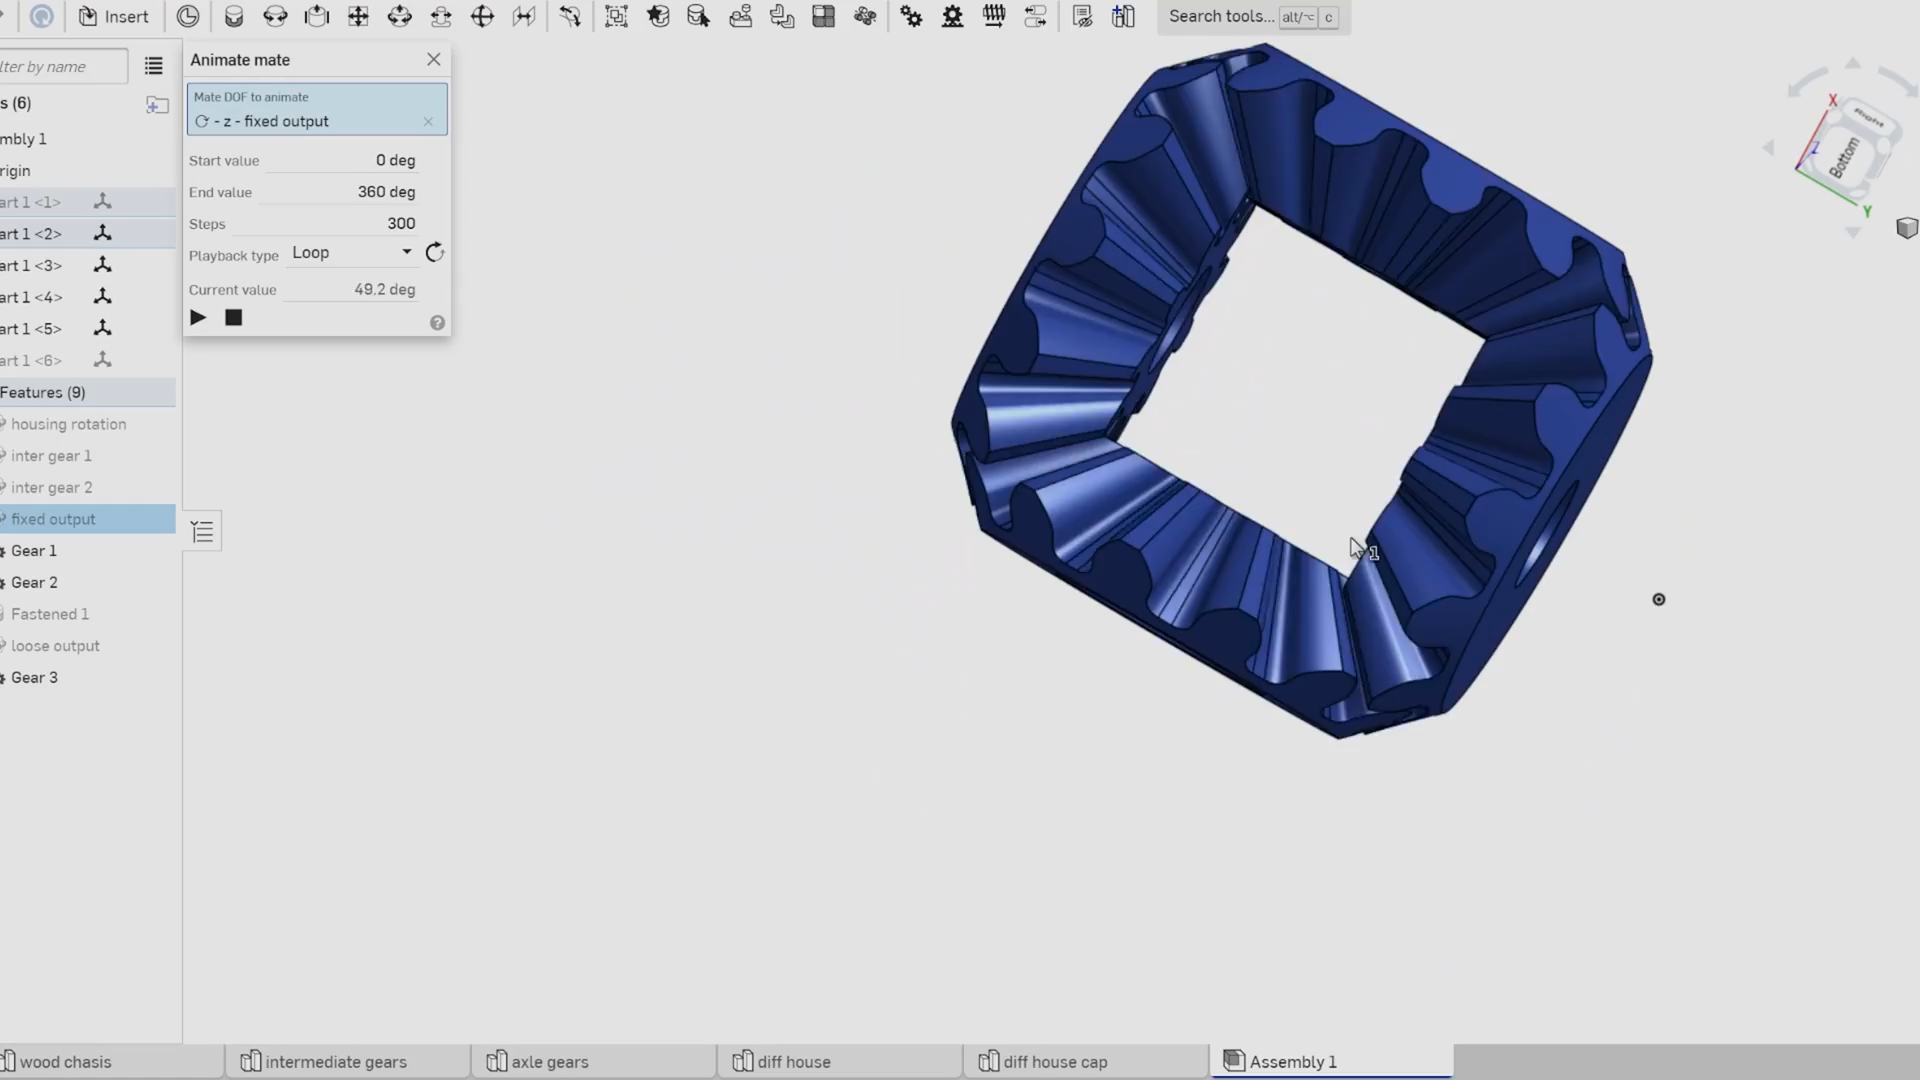 Insert
Search tools... alt/⌥ c
lter by name
Animate mate
Mate DOF to animate
- z - fixed output
s (6)
mbly 1
Start value 0 deg
rigin
End value 360 deg
art 1 <1>
Steps 300
art 1 <2>
Playback type Loop
art 1 <3>
Current value 49.2 deg
art 1 <4>
art 1 <5>
art 1 <6>
Features (9)
housing rotation
inter gear 1
inter gear 2
fixed output
Gear 1
Gear 2
Fastened 1
loose output
Gear 3
X
Right
Z
Bottom
Y
1
wood chasis
intermediate gears
axle gears
diff house
diff house cap
Assembly 1